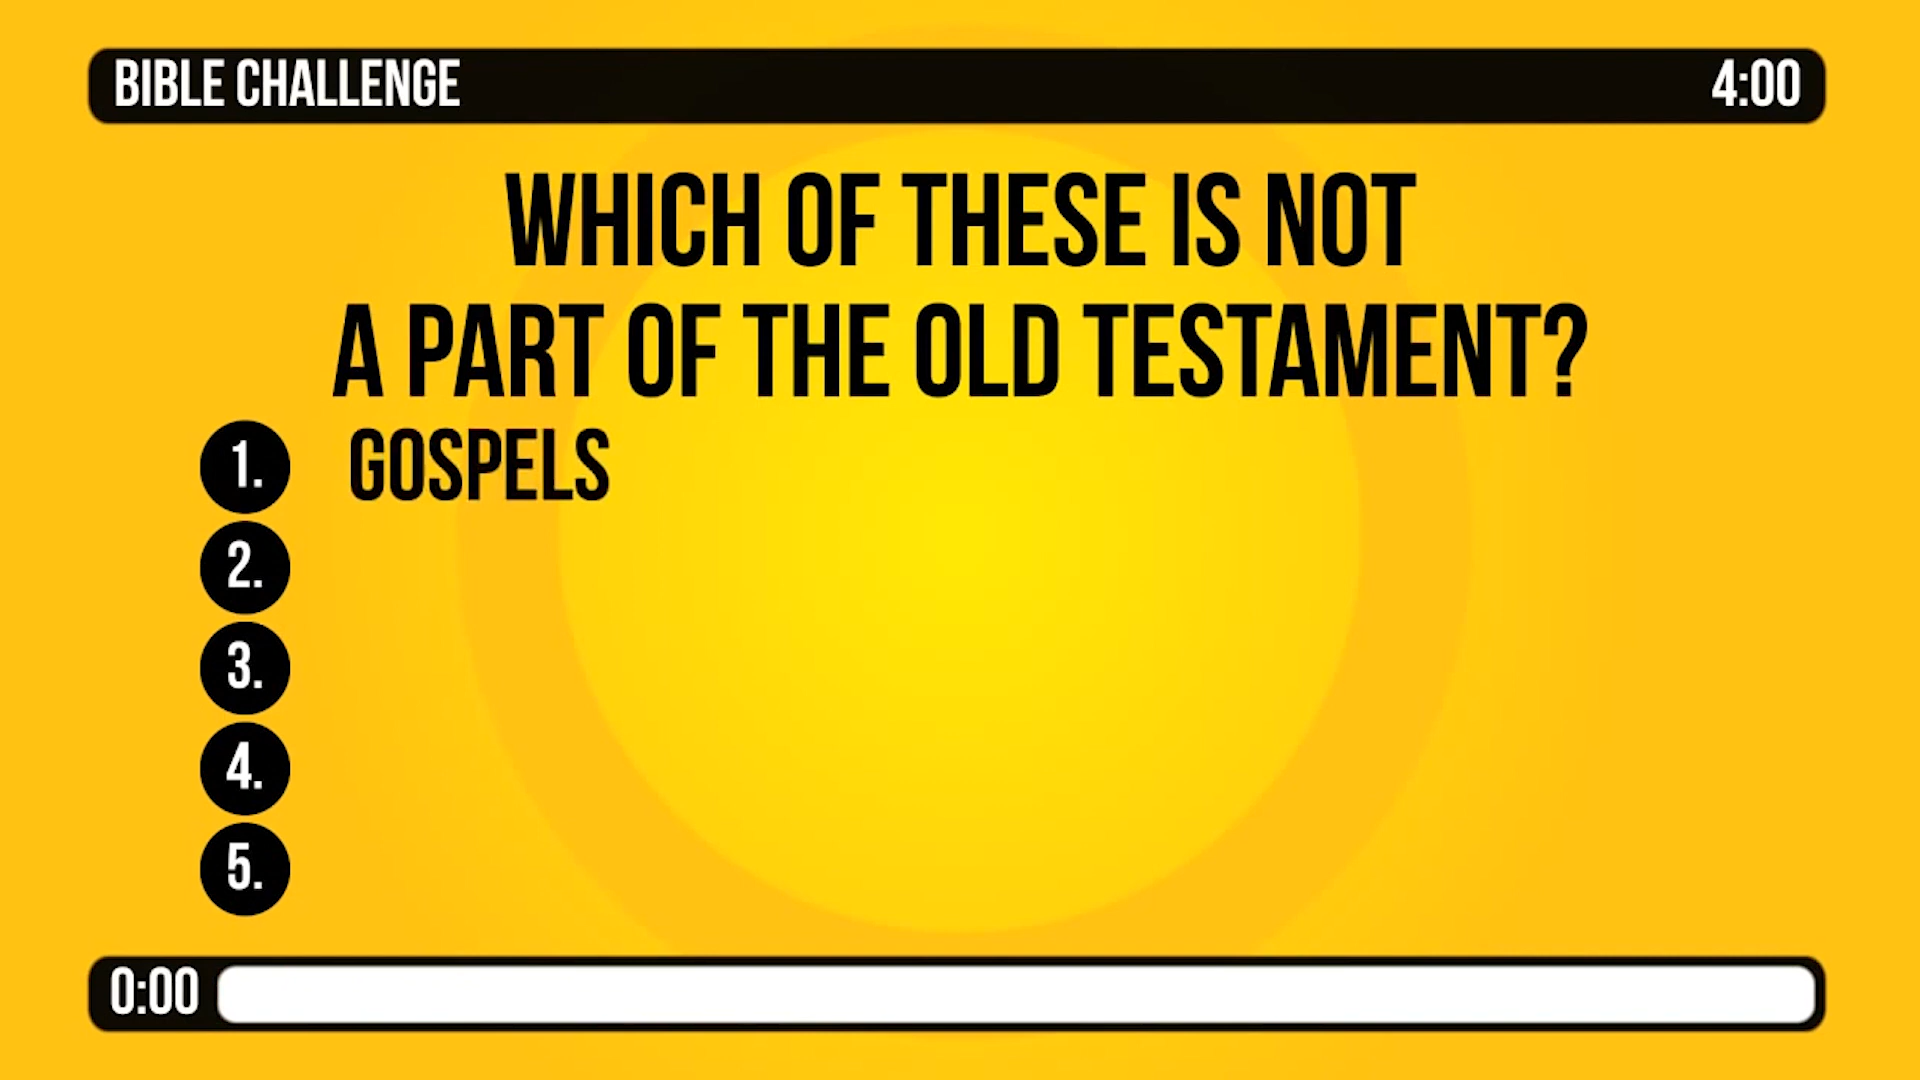 BIBLE CHALLENGE 4:00
WHICH OF THESE IS NOT
A PART OF THE OLD TESTAMENT?
1. GOSPELS
2.
3.
4.
5.
0:00